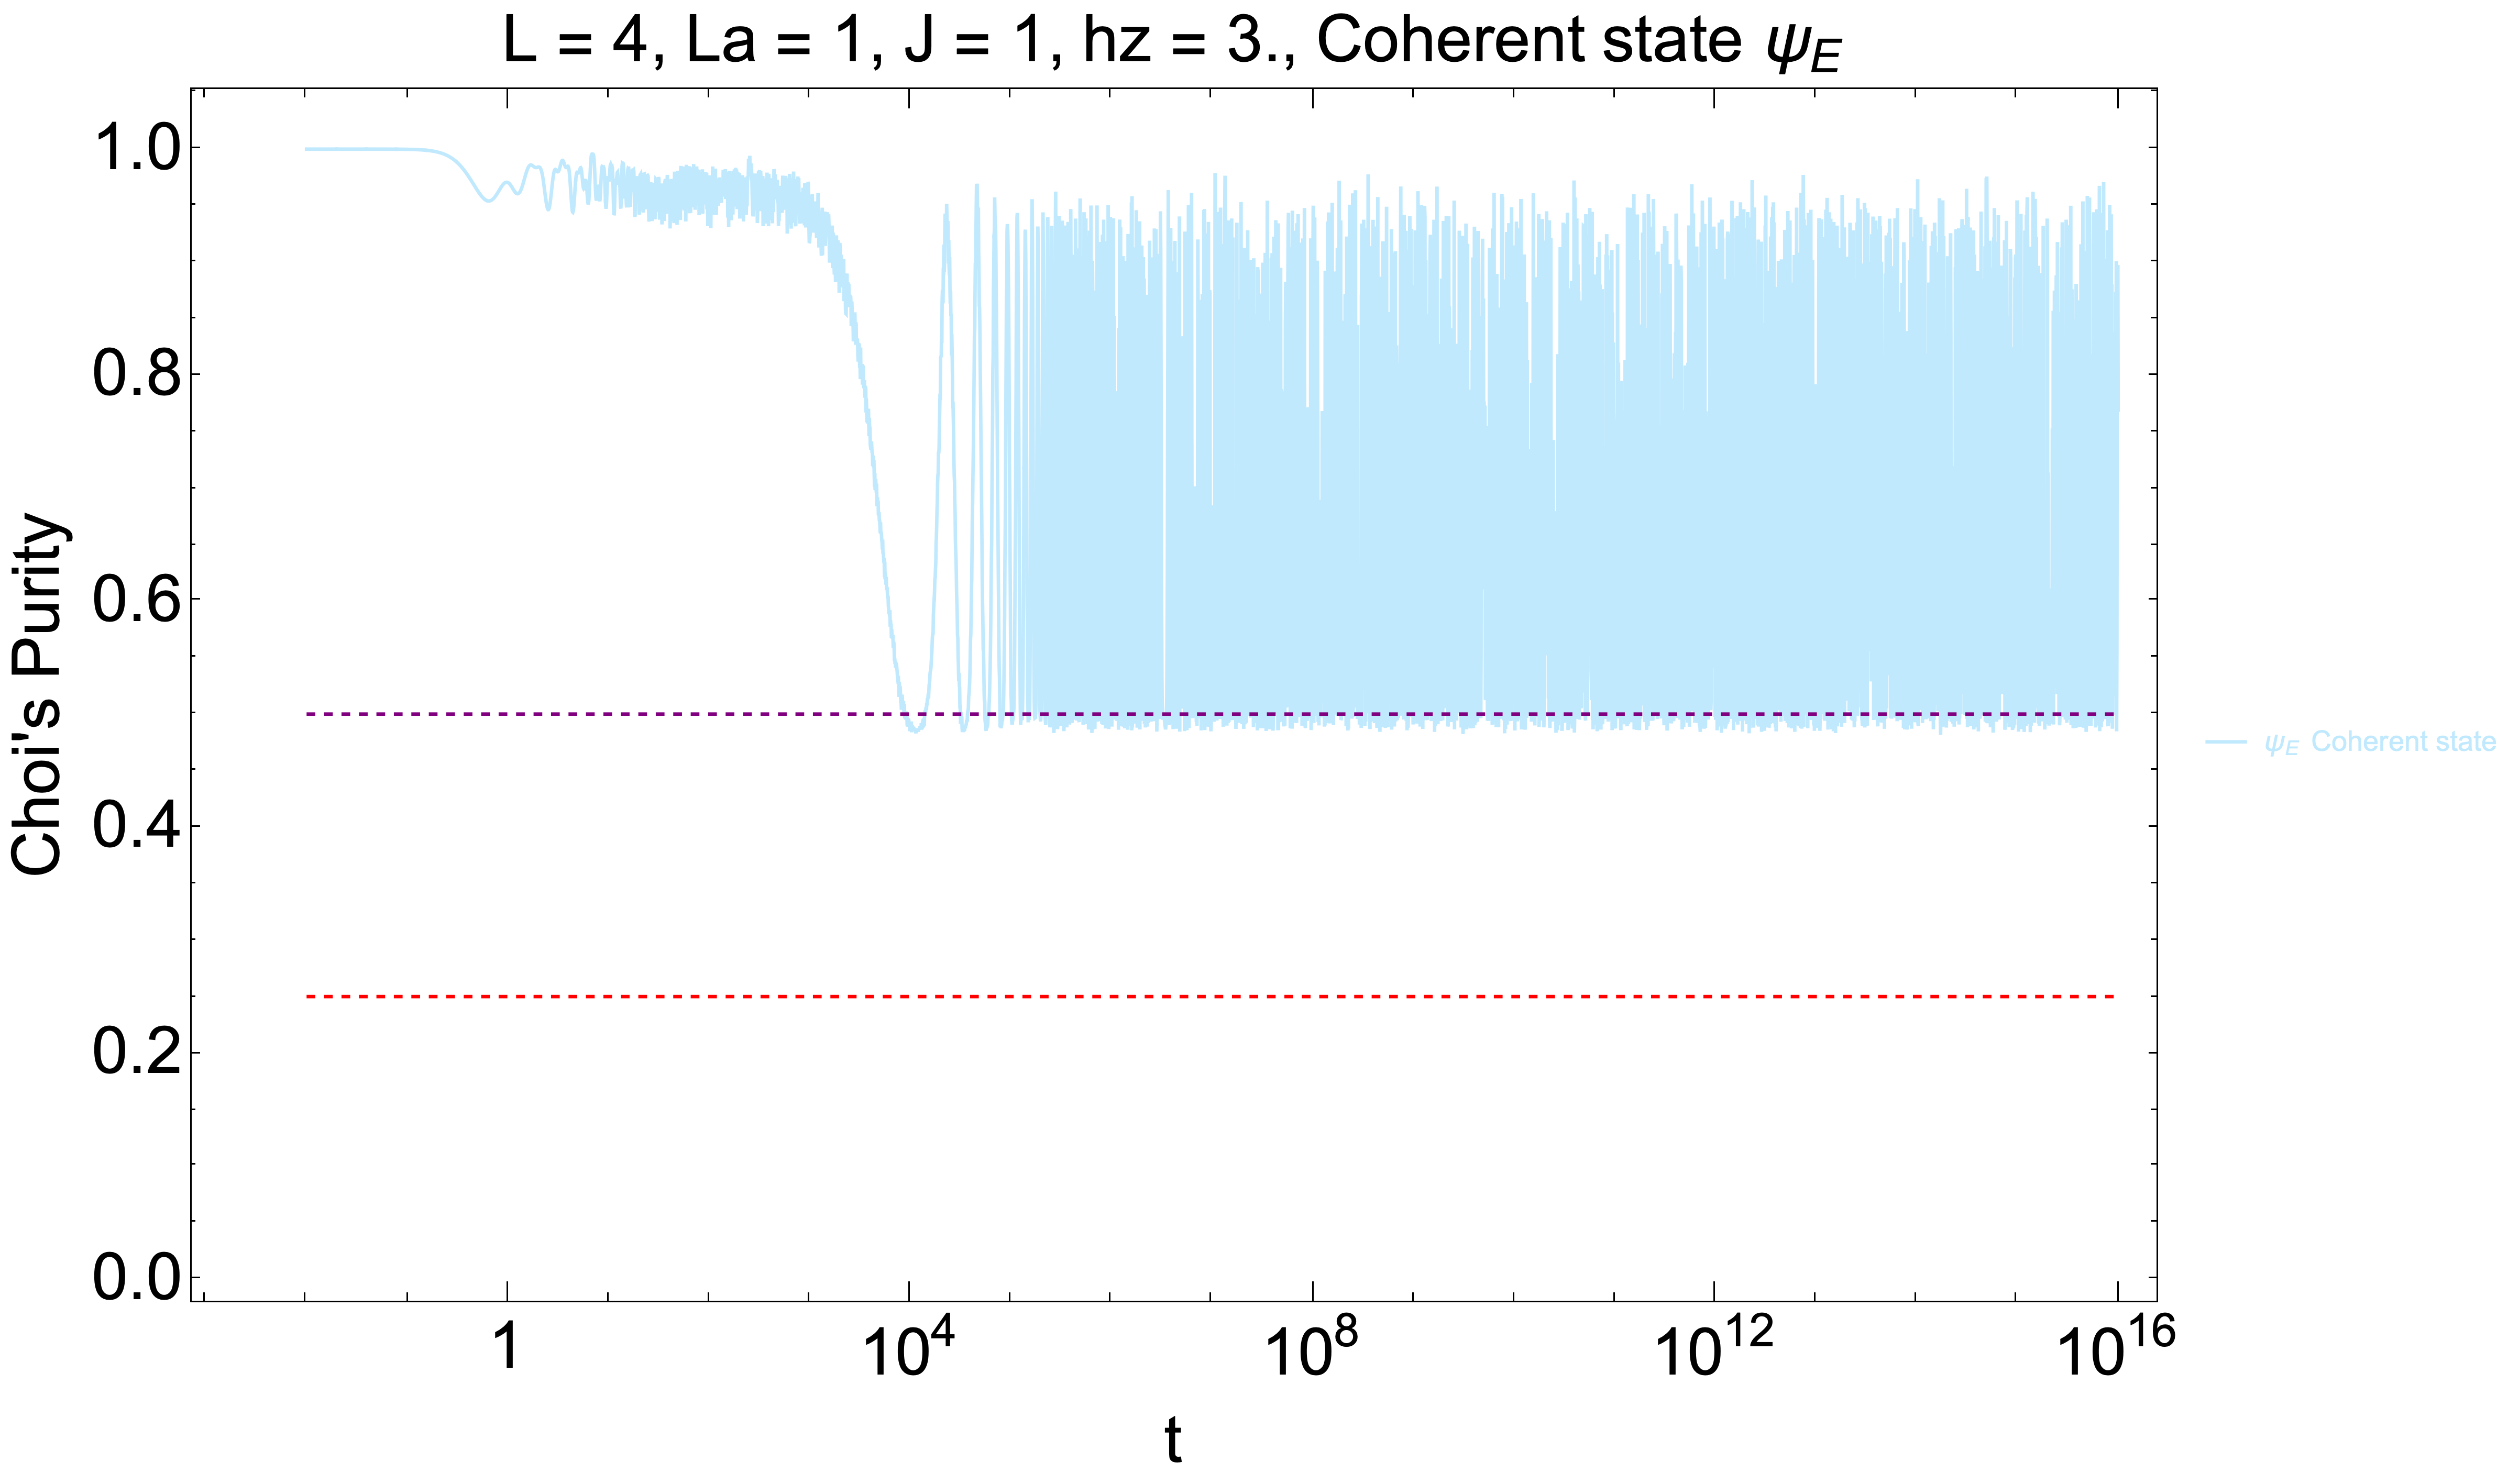 L = 4, La = 1, J = 1, hz = 3., Coherent state ψE
1.0
0.8
0.6
0.4
0.2
0.0
Choi's Purity
1
10^4
10^8
10^12
10^16
t
ψE Coherent state